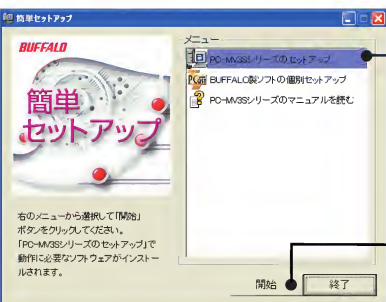 簡単セットアップ
BUFFALO
簡単
セットアップ
右のメニューから選択して「開始」
ボタンをクリックしてください。
「PC-MV3Sシリーズのセットアップ」で
動作に必要なソフトウェアがインストー
ルされます。
メニュー
PC-MV3Sシリーズのセットアップ
BUFFALO製ソフトの個別セットアップ
PC-MV3Sシリーズのマニュアルを読む
開始
終了